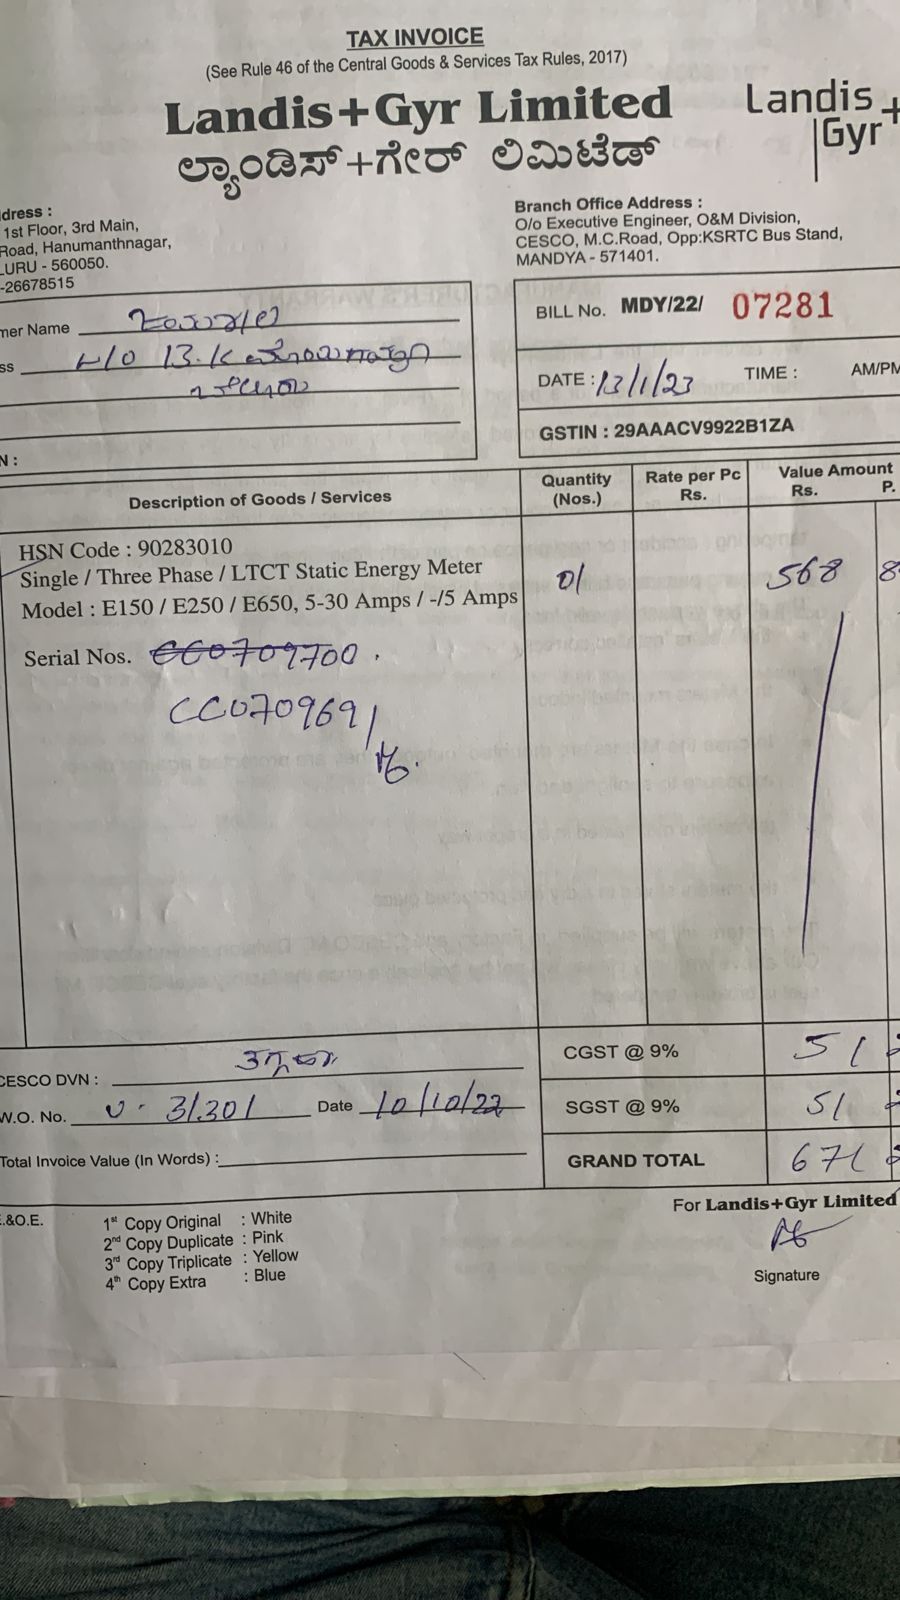 TAX INVOICE
(See Rule 46 of the Central Goods & Services Tax Rules, 2017)
Landis+Gyr Limited
ಲ್ಯಾಂಡಿಸ್+ಗೇರ್ ಲಿಮಿಟೆಡ್
Landis
Gyr+
dress :
1st Floor, 3rd Main,
Road, Hanumanthnagar,
LURU - 560050.
-26678515
Branch Office Address :
O/o Executive Engineer, O&M Division,
CESCO, M.C.Road, Opp:KSRTC Bus Stand,
MANDYA - 571401.
mer Name
ss
N :
BILL No. MDY/22/ 07281
DATE : 13/1/23 TIME : AM/PM
GSTIN : 29AAACV9922B1ZA
Description of Goods / Services
Quantity (Nos.)
Rate per Pc Rs.
Value Amount Rs. P.
HSN Code : 90283010
Single / Three Phase / LTCT Static Energy Meter
Model : E150 / E250 / E650, 5-30 Amps / -/5 Amps
01 568
Serial Nos. CC0709700
CC0709691
CESCO DVN :
W.O. No. 31301 Date 10/10/22
Total Invoice Value (In Words) :
CGST @ 9% 51
SGST @ 9% 51
GRAND TOTAL 671
.&O.E.
1st Copy Original : White
2nd Copy Duplicate : Pink
3rd Copy Triplicate : Yellow
4th Copy Extra : Blue
For Landis+Gyr Limited
Signature